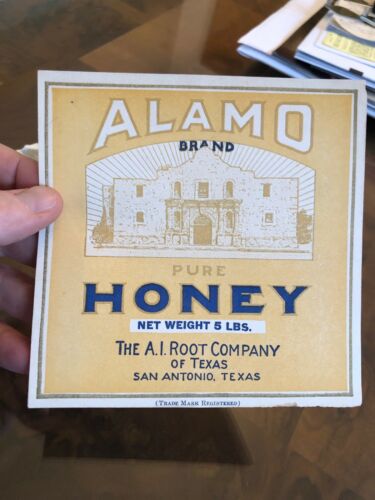 ALAMO
BRAND
PURE
HONEY
NET WEIGHT 5 LBS.
THE A.I. ROOT COMPANY
OF TEXAS
SAN ANTONIO, TEXAS
(TRADE MARK REGISTERED)